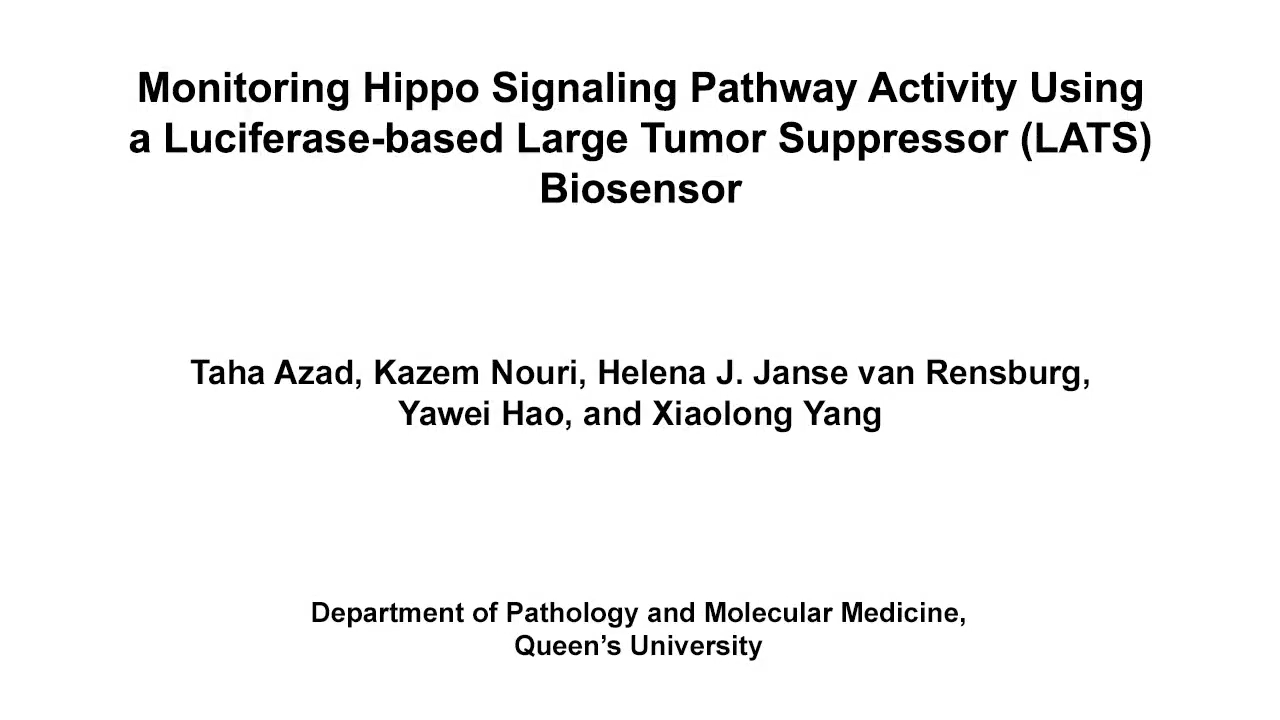 Monitoring Hippo Signaling Pathway Activity Using
a Luciferase-based Large Tumor Suppressor (LATS)
Biosensor
Taha Azad, Kazem Nouri, Helena J. Janse van Rensburg,
Yawei Hao, and Xiaolong Yang
Department of Pathology and Molecular Medicine,
Queen’s University